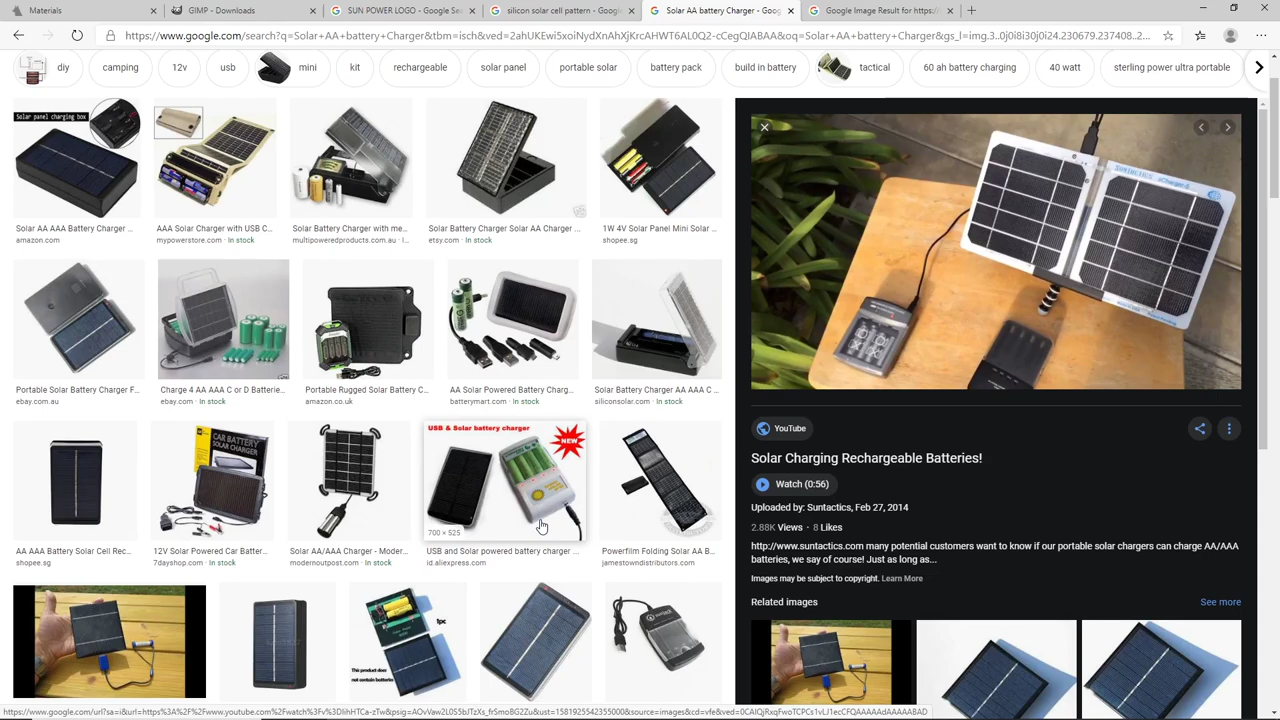 Materials
GIMP - Downloads
SUN POWER LOGO - Google Sea
silicon solar cell pattern - Google
Solar AA battery Charger - Goog
Google Image Result for https:/
https://www.google.com/search?q=Solar+AA+battery+Charger&tbm=isch&ved=2ahUKEwi5xoiNydXnAhXjKrcAHWT6AL0Q2-cCegQIABAA&oq=Solar+AA+battery+Charger&gs_l=img.3..0j0i8i30j0i24.230679.237408...2...
diy
camping
12v
usb
mini
kit
rechargeable
solar panel
portable solar
battery pack
build in battery
tactical
60 ah battery charging
40 watt
sterling power ultra portable
Solar panel charging box
Solar AA AAA Battery Charger ...
amazon.com
AAA Solar Charger with USB C...
mypowerstore.com · In stock
Solar Battery Charger with me...
multipoweredproducts.com.au · I...
Solar Battery Charger Solar AA Charger ...
etsy.com · In stock
1W 4V Solar Panel Mini Solar ...
shopee.sg
Portable Solar Battery Charger F...
ebay.com.au
Charge 4 AA AAA C or D Batterie...
ebay.com · In stock
Portable Rugged Solar Battery C...
amazon.co.uk
AA Solar Powered Battery Charg...
batterymart.com · In stock
Solar Battery Charger AA AAA C ...
siliconsolar.com · In stock
CAR BATTERY
SOLAR CHARGER
USB & Solar battery charger
NEW
700 × 525
AA AAA Battery Solar Cell Rec...
shopee.sg
12V Solar Powered Car Batter...
7dayshop.com · In stock
Solar AA/AAA Charger - Moder...
modernoutpost.com · In stock
USB and Solar powered battery charger ...
id.aliexpress.com
Powerfilm Folding Solar AA B...
jamestowndistributors.com
1pc
This product does
not contain batteries
YouTube
Solar Charging Rechargeable Batteries!
Watch (0:56)
Uploaded by: Suntactics, Feb 27, 2014
2.88K Views · 8 Likes
http://www.suntactics.com many potential customers want to know if our portable solar chargers can charge AA/AAA
batteries, we say of course! Just as long as...
Images may be subject to copyright. Learn More
Related images
See more